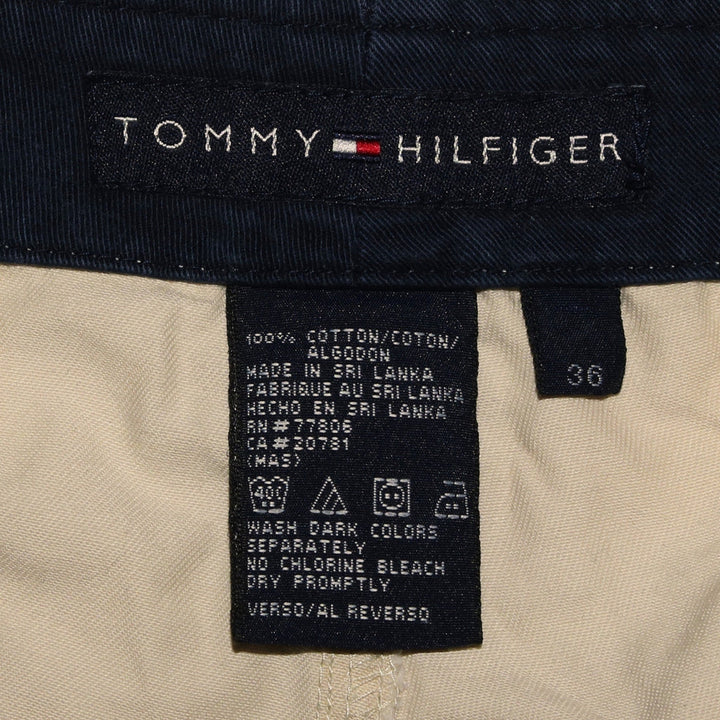 TOMMY HILFIGER
100% COTTON/COTON/
ALGODON
MADE IN SRI LANKA
FABRIQUE AU SRI LANKA
HECHO EN SRI LANKA
RN#77806
CA#20781
(MAS)
40C
WASH DARK COLORS
SEPARATELY
NO CHLORINE BLEACH
DRY PROMPTLY
VERSO/AL REVERSO
36